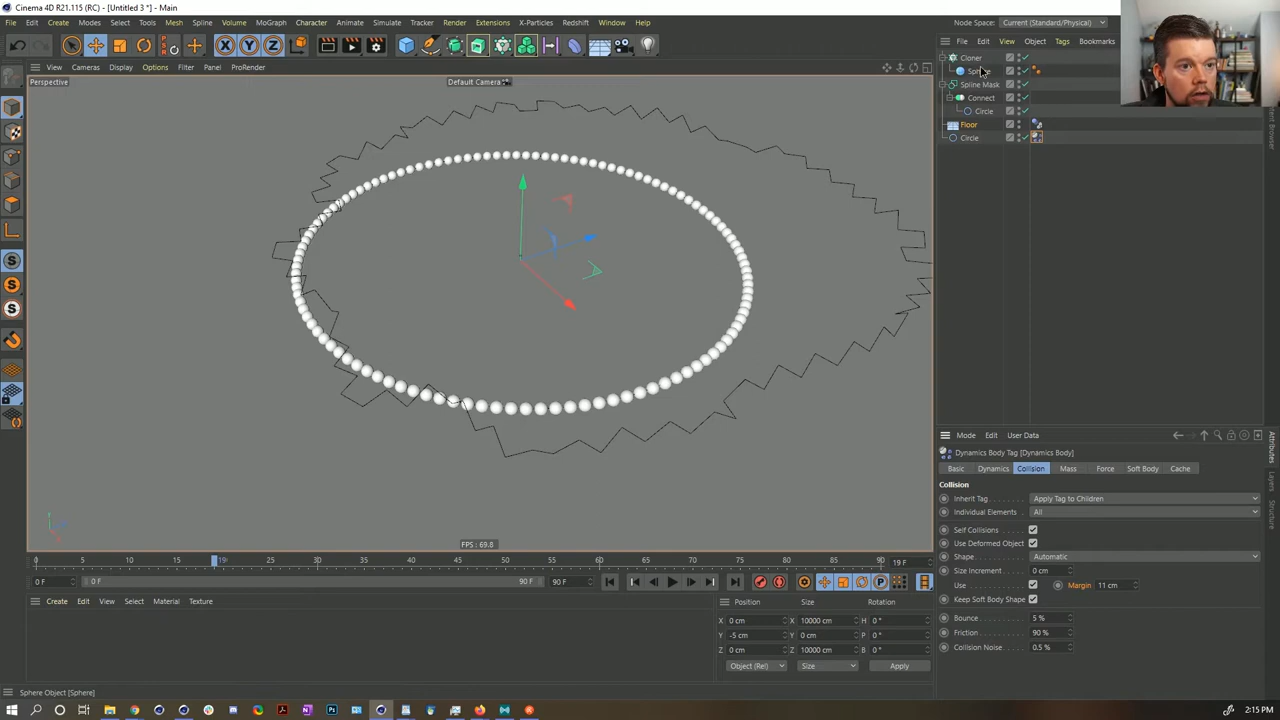 Cinema 4D R21.115 (RC) - [Untitled 3 *] - Main
File Edit Create Modes Select Tools Mesh Spline Volume MoGraph Character Animate Simulate Tracker Render Extensions X-Particles Redshift Window Help
Node Space: Current (Standard/Physical)
X Y Z
View Cameras Display Options Filter Panel ProRender
File Edit View Object Tags Bookmarks
Perspective
Default Camera
Cloner
Sphere
Spline Mask
Connect
Circle
Floor
Circle
Content Browser
Mode Edit User Data
Dynamics Body Tag [Dynamics Body]
Basic Dynamics Collision Mass Force Soft Body Cache
Collision
Inherit Tag Apply Tag to Children
Individual Elements All
Self Collisions
Use Deformed Object
Shape Automatic
Size Increment 0 cm
Use Margin 11 cm
Keep Soft Body Shape
Bounce 5 %
Friction 90 %
Collision Noise 0.5 %
Attributes
Layers
Structure
FPS : 69.8
0 5 10 15 19 25 30 35 40 45 50 55 60 65 70 75 80 85 90 19 F
0 F 0 F 90 F 90 F
Create Edit View Select Material Texture
Position Size Rotation
X 0 cm X 10000 cm H 0 °
Y -5 cm Y 0 cm P 0 °
Z 0 cm Z 10000 cm B 0 °
Object (Rel) Size Apply
Sphere Object [Sphere]
2:15 PM